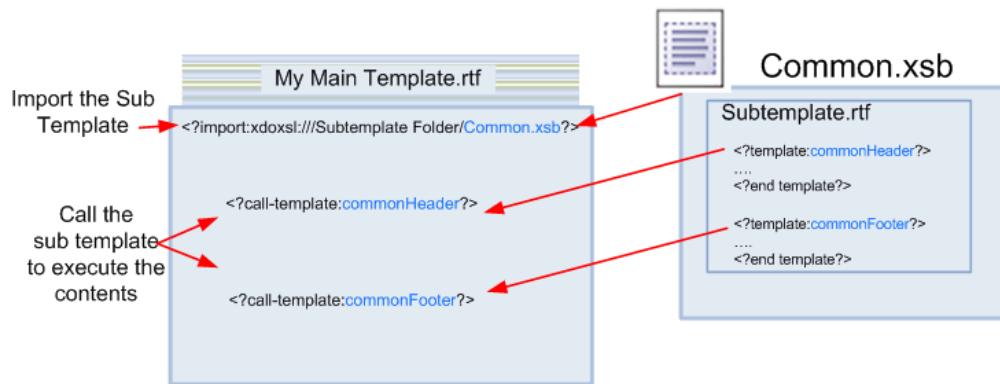 My Main Template.rtf
Import the Sub
Template
<?import:xdoxsl:///Subtemplate Folder/Common.xsb?>
<?call-template:commonHeader?>
Call the
sub template
to execute the
contents
<?call-template:commonFooter?>
Common.xsb
Subtemplate.rtf
<?template:commonHeader?>
....
<?end template?>
<?template:commonFooter?>
....
<?end template?>